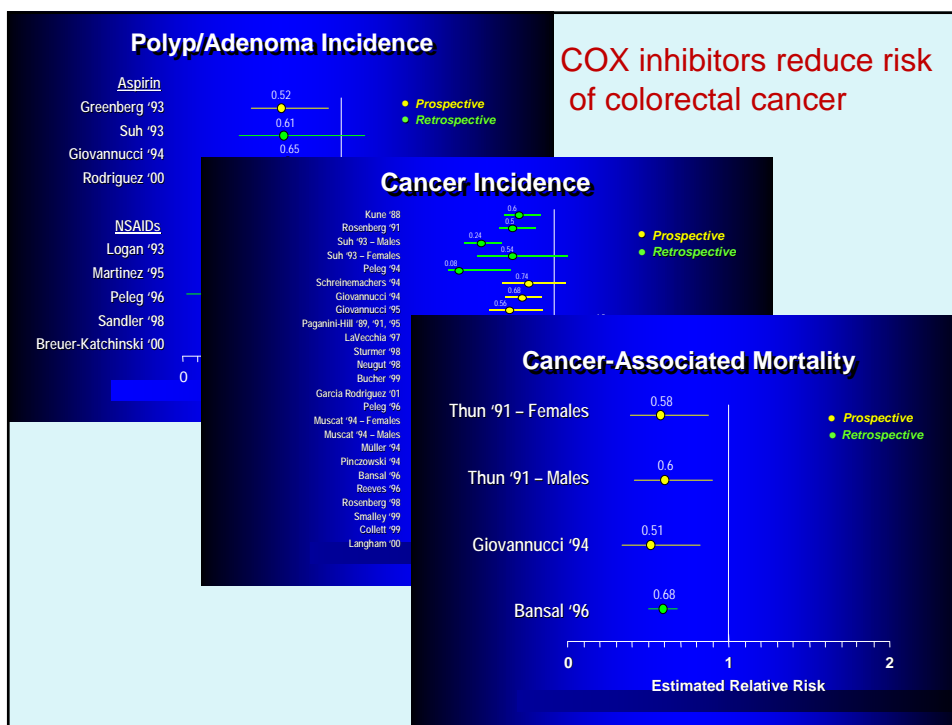 Polyp/Adenoma Incidence
COX inhibitors reduce risk
of colorectal cancer
Aspirin
Greenberg '93
Suh '93
Giovannucci '94
Rodriguez '00
0.52
0.61
0.65
Prospective
Retrospective
NSAIDs
Logan '93
Martinez '95
Peleg '96
Sandler '98
Breuer-Katchinski '00
0
Cancer Incidence
Kune '88
0.6
Rosenberg '91
0.5
Suh '93 – Males
0.24
Suh '93 – Females
0.54
Peleg '94
0.08
Schreinemachers '94
0.74
Giovannucci '94
0.68
Giovannucci '95
0.56
Paganini-Hill '89, '91, '95
LaVecchia '97
Sturmer '98
Neugut '98
Bucher '99
Garcia Rodriguez '01
Peleg '96
Muscat '94 – Females
Muscat '94 – Males
Müller '94
Pinczowski '94
Bansal '96
Reeves '96
Rosenberg '98
Smalley '99
Collett '99
Langham '00
Prospective
Retrospective
Cancer-Associated Mortality
Thun '91 – Females
0.58
Thun '91 – Males
0.6
Giovannucci '94
0.51
Bansal '96
0.68
Prospective
Retrospective
0 1 2
Estimated Relative Risk